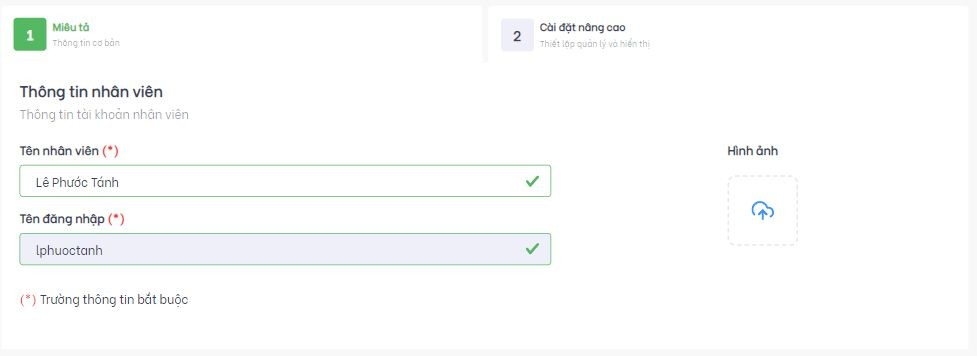 1
Miêu tả
Thông tin cơ bản
2
Cài đặt nâng cao
Thiết lập quản lý và hiển thị
Thông tin nhân viên
Thông tin tài khoản nhân viên
Tên nhân viên (*)
Lê Phước Tánh
Tên đăng nhập (*)
lphuoctanh
(*) Trường thông tin bắt buộc
Hình ảnh